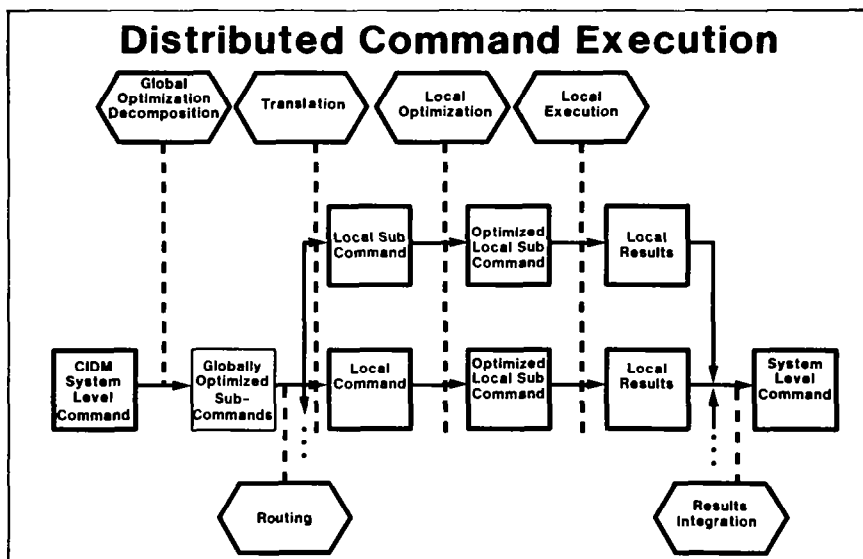 Distributed Command Execution
Global
Optimization
Decomposition
Translation
Local
Optimization
Local
Execution
Local Sub
Command
Optimized
Local Sub
Command
Local
Results
CIDM
System
Level
Command
Globally
Optimized
Sub-
Commands
Local
Command
Optimized
Local Sub
Command
Local
Results
System
Level
Command
Routing
Results
Integration